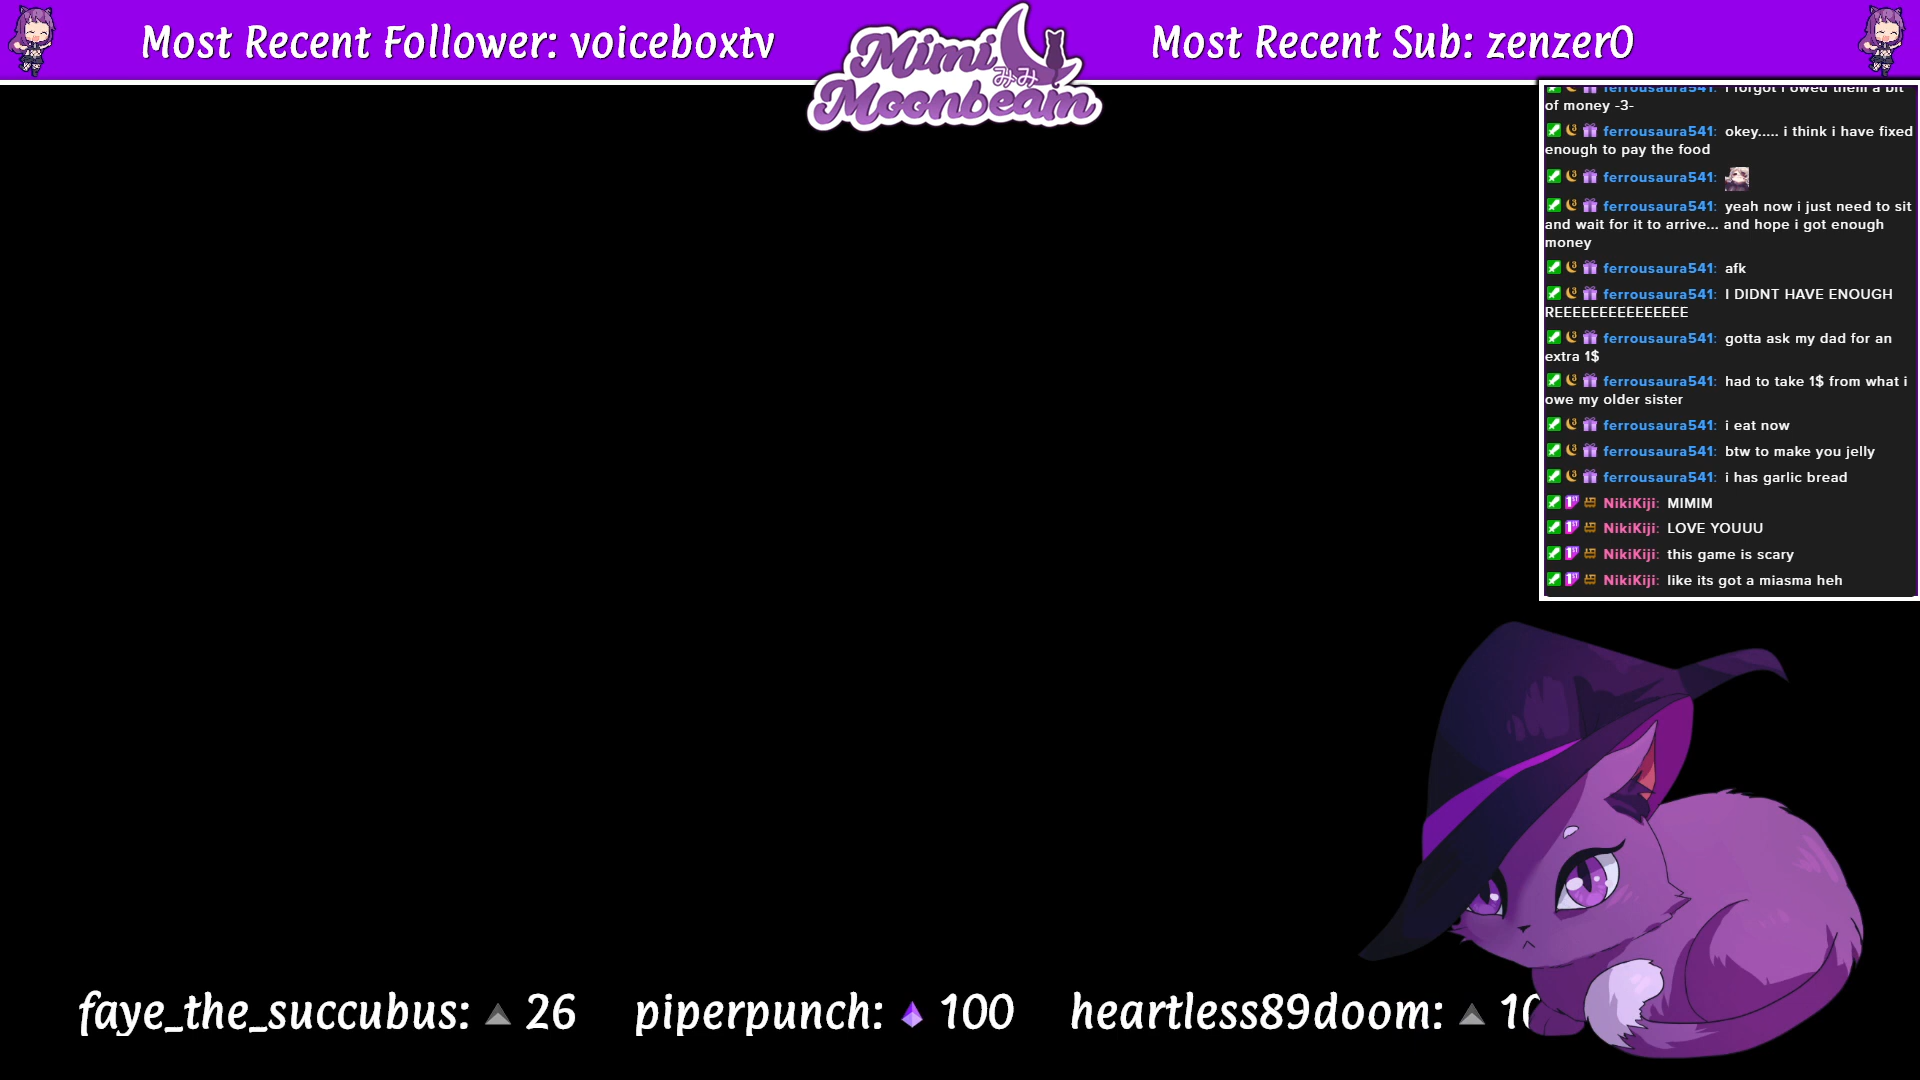 Most Recent Follower: voiceboxtv
Mimi
みみ
Moonbeam
Most Recent Sub: zenzer0
ferrousaura541: i forgot i owed them a bit
of money -3-
ferrousaura541: okey..... i think i have fixed
enough to pay the food
ferrousaura541:
ferrousaura541: yeah now i just need to sit
and wait for it to arrive... and hope i got enough
money
ferrousaura541: afk
ferrousaura541: I DIDNT HAVE ENOUGH
REEEEEEEEEEEEEEE
ferrousaura541: gotta ask my dad for an
extra 1$
ferrousaura541: had to take 1$ from what i
owe my older sister
ferrousaura541: i eat now
ferrousaura541: btw to make you jelly
ferrousaura541: i has garlic bread
NikiKiji: MIMIM
NikiKiji: LOVE YOUUU
NikiKiji: this game is scary
NikiKiji: like its got a miasma heh
faye_the_succubus: 26 piperpunch: 100 heartless89doom: